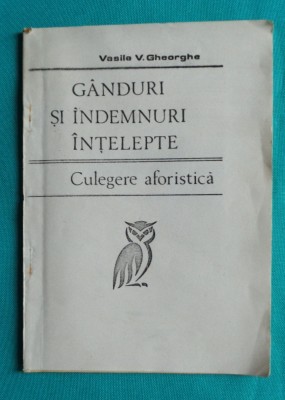 Vasile V. Gheorghe
GÂNDURI
ȘI ÎNDEMNURI
ÎNȚELEPTE
Culegere aforistică